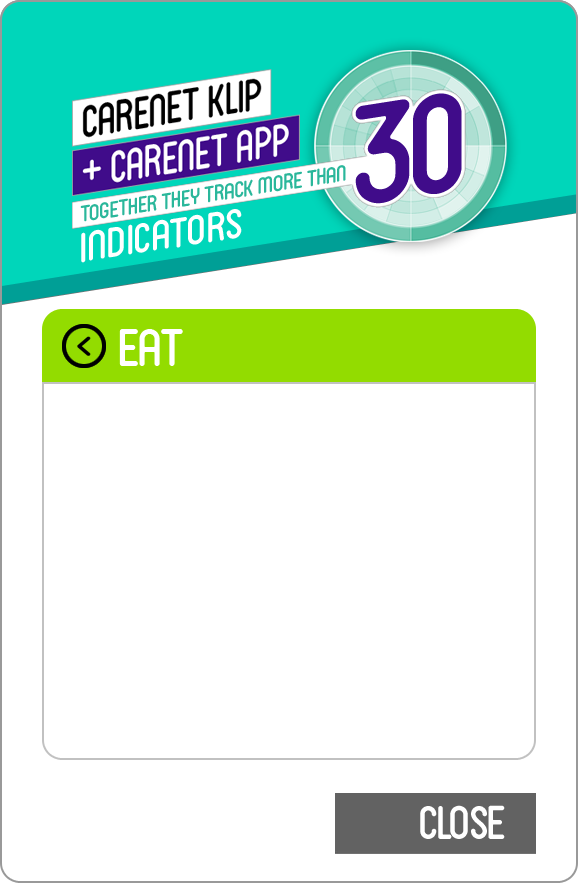 CARENET KLIP
+ CARENET APP
TOGETHER THEY TRACK MORE THAN
30
INDICATORS
EAT
CLOSE